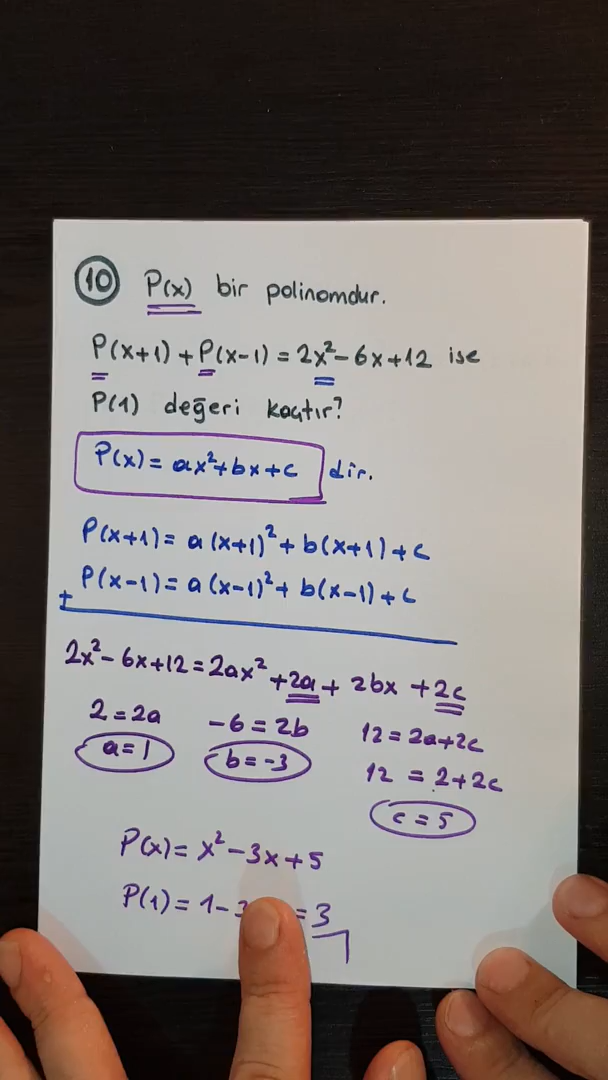 10 P(x) bir polinomdur.
P(x+1)+P(x-1)=2x²-6x+12 ise
P(1) değeri kaçtır?
P(x)=ax²+bx+c dir.
P(x+1)=a(x+1)²+b(x+1)+c
+ P(x-1)=a(x-1)²+b(x-1)+c
2x²-6x+12=2ax²+2a+2bx+2c
2=2a -6=2b 12=2a+2c
a=1 b=-3 12=2+2c
c=5
P(x)=x²-3x+5
P(1)=1- =3